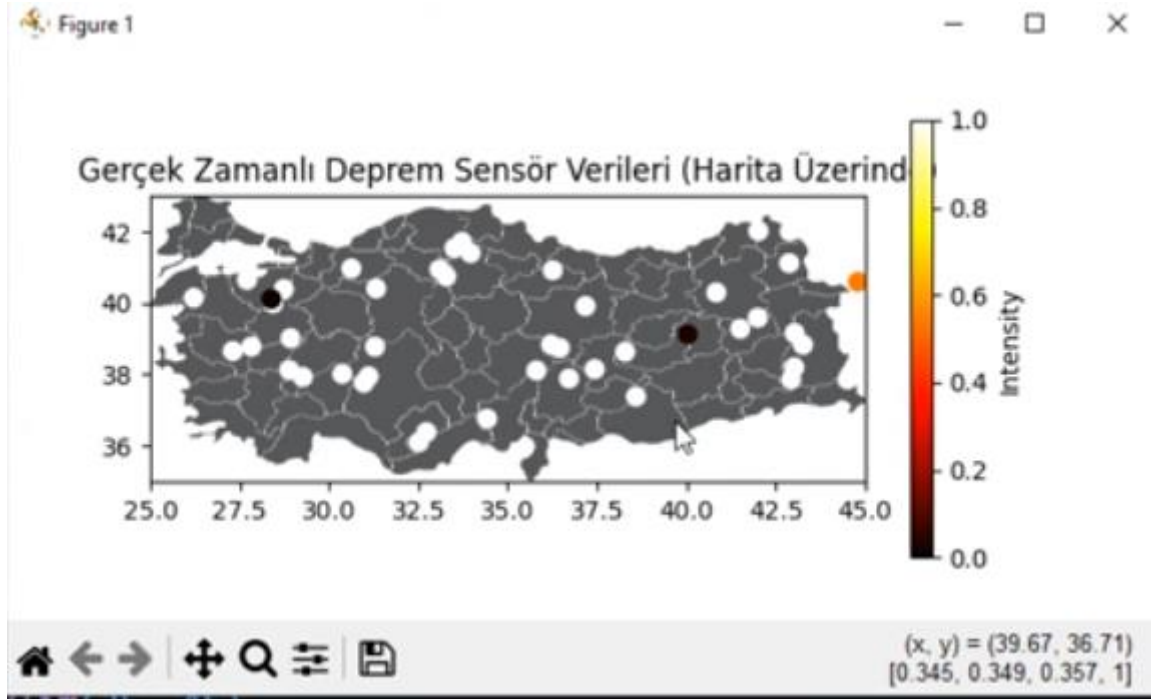 Figure 1
Gerçek Zamanlı Deprem Sensör Verileri (Harita Üzerind
1.0
0.8
0.6
0.4
0.2
0.0
Intensity
42
40
38
36
25.0 27.5 30.0 32.5 35.0 37.5 40.0 42.5 45.0
(x, y) = (39.67, 36.71)
[0.345, 0.349, 0.357, 1]